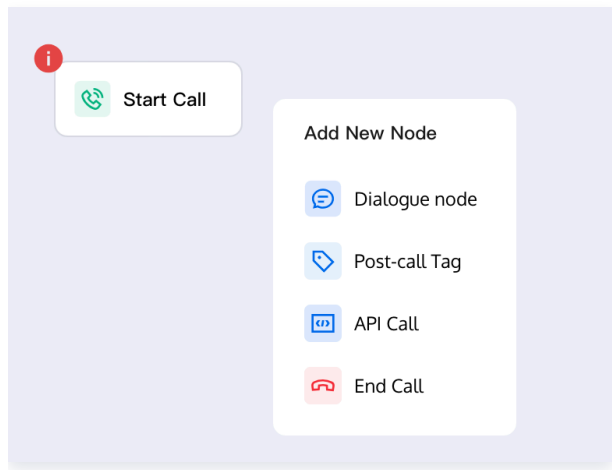 Start Call
Add New Node
Dialogue node
Post-call Tag
API Call
End Call